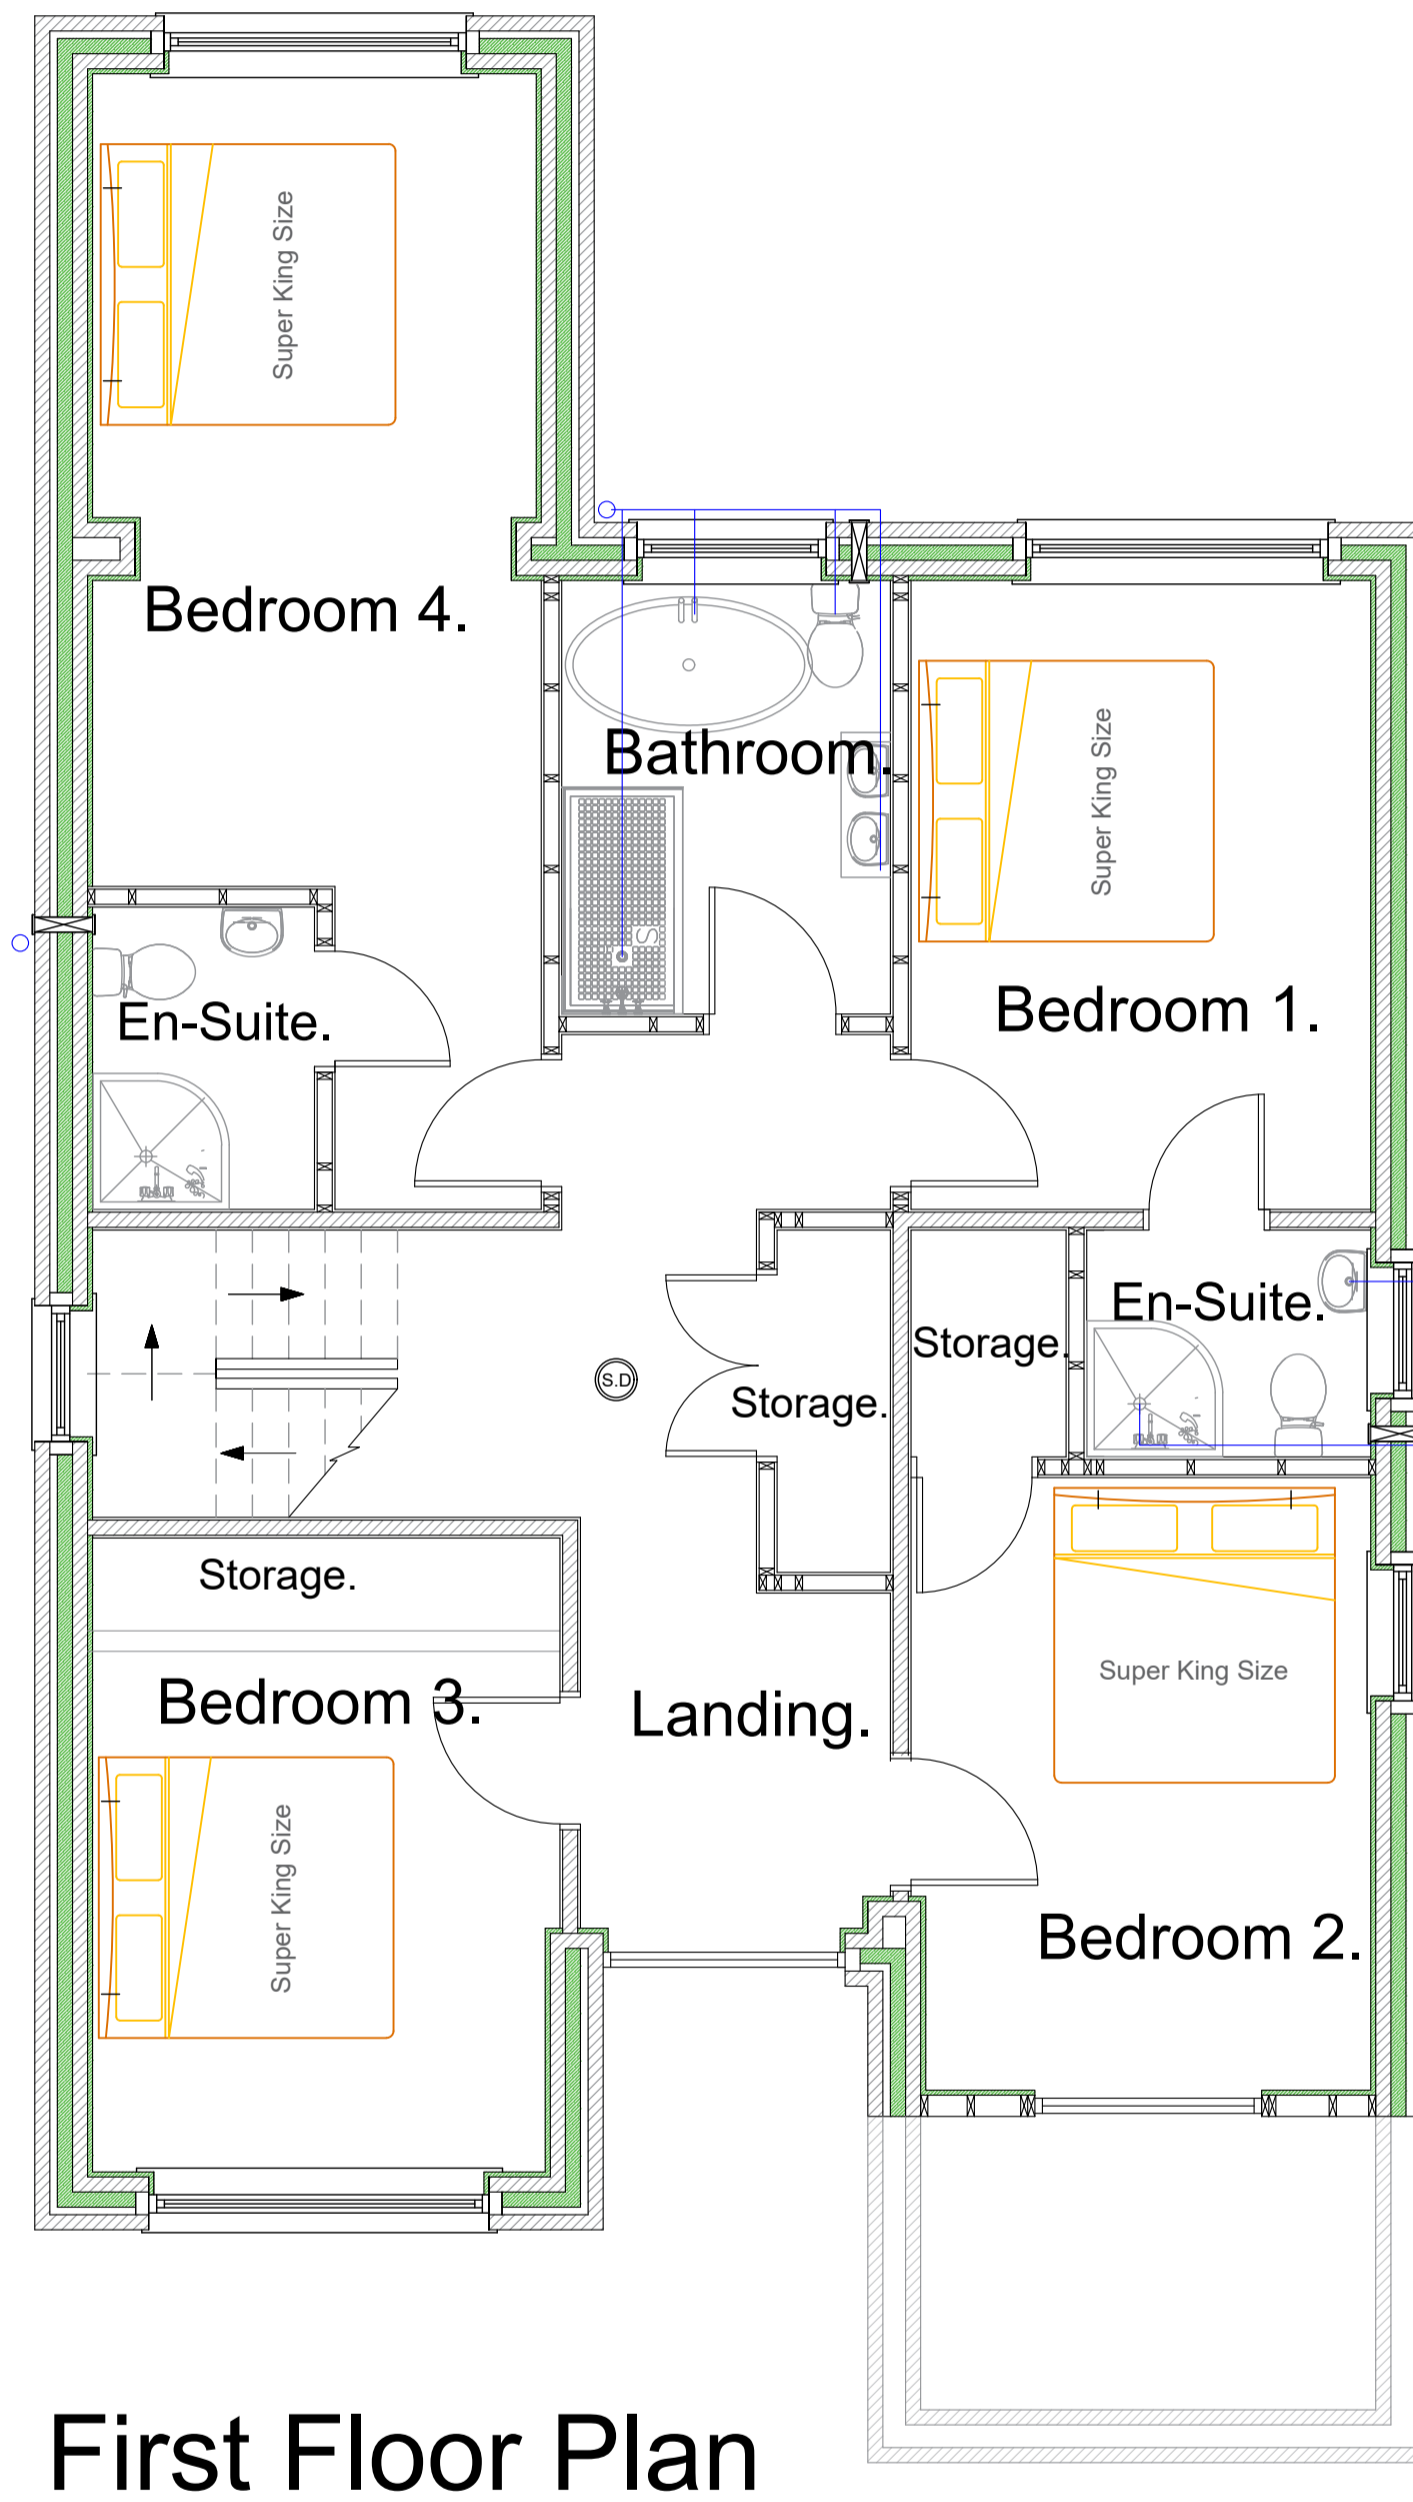 Super King Size
Bedroom 4.
Bathroom.
Super King Size
S
Bedroom 1.
En-Suite.
En-Suite.
Storage.
S.D
Storage.
Storage.
Super King Size
Bedroom 3.
Landing.
Super King Size
Bedroom 2.
First Floor Plan